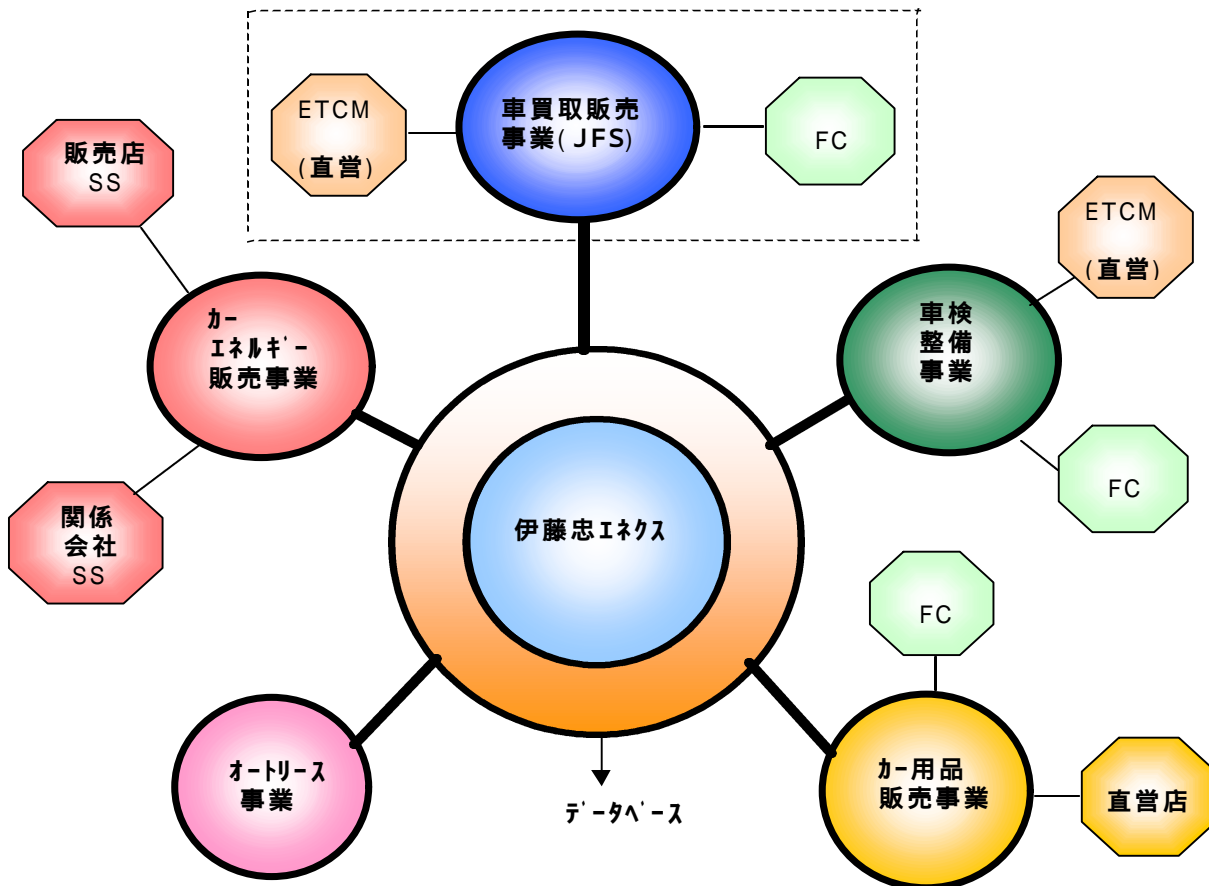 ETCM
(直営)
車買取販売
事業(JFS)
FC
販売店
SS
ETCM
(直営)
ｶｰ
ｴﾈﾙｷﾞｰ
販売事業
車検
整備
事業
関係
会社
SS
FC
伊藤忠ｴﾈｸｽ
FC
ｵｰﾄﾘｰｽ
事業
ﾃﾞｰﾀﾍﾞｰｽ
ｶｰ用品
販売事業
直営店